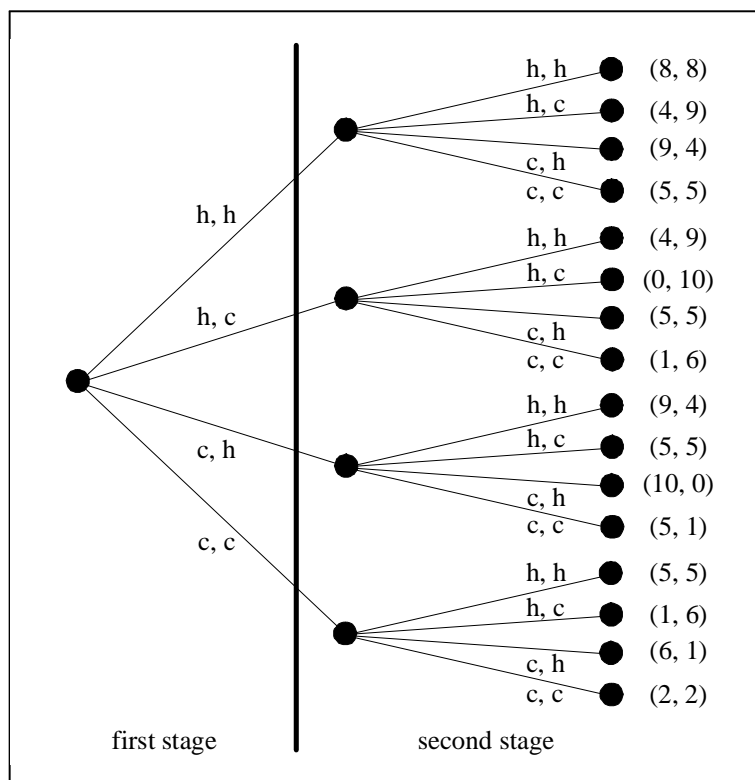 h, h (8, 8)
h, c (4, 9)
(9, 4)
c, h
c, c (5, 5)
h, h
h, h (4, 9)
h, c (0, 10)
h, c
(5, 5)
c, h
c, c (1, 6)
h, h (9, 4)
c, h
h, c (5, 5)
(10, 0)
c, h
c, c (5, 1)
c, c
h, h (5, 5)
h, c (1, 6)
(6, 1)
c, h
c, c (2, 2)
first stage second stage